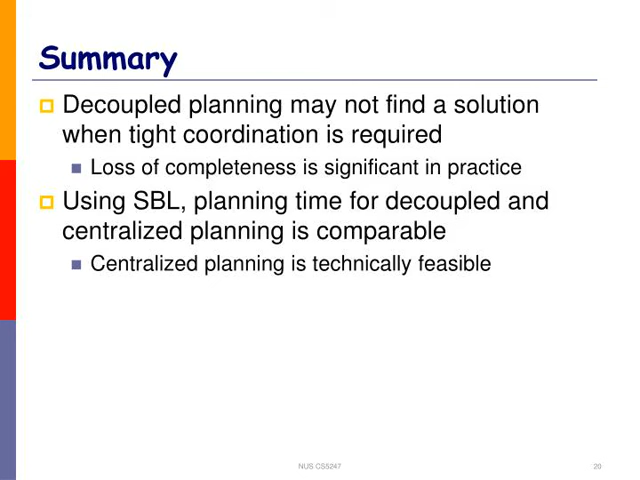 Summary
Decoupled planning may not find a solution
when tight coordination is required
Loss of completeness is significant in practice
Using SBL, planning time for decoupled and
centralized planning is comparable
Centralized planning is technically feasible
NUS CS5247
20